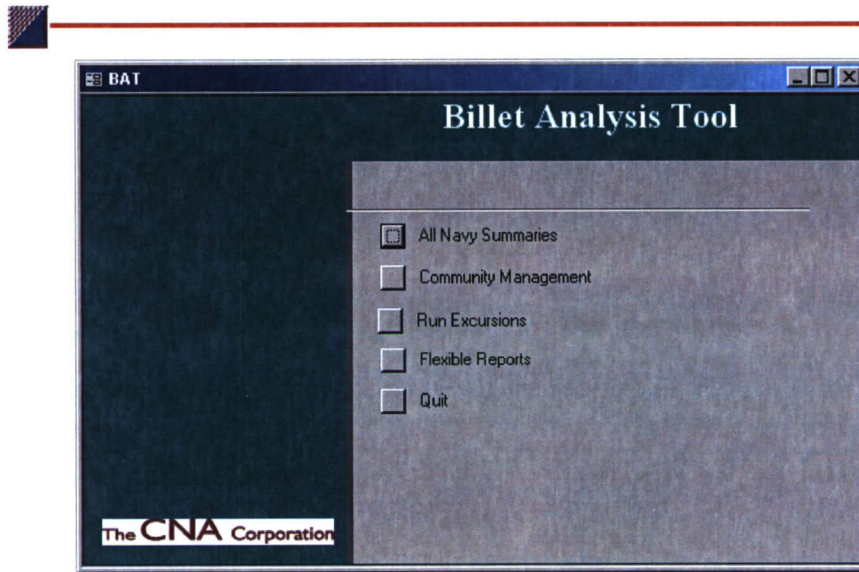 BAT
Billet Analysis Tool
All Navy Summaries
Community Management
Run Excursions
Flexible Reports
Quit
The CNA Corporation